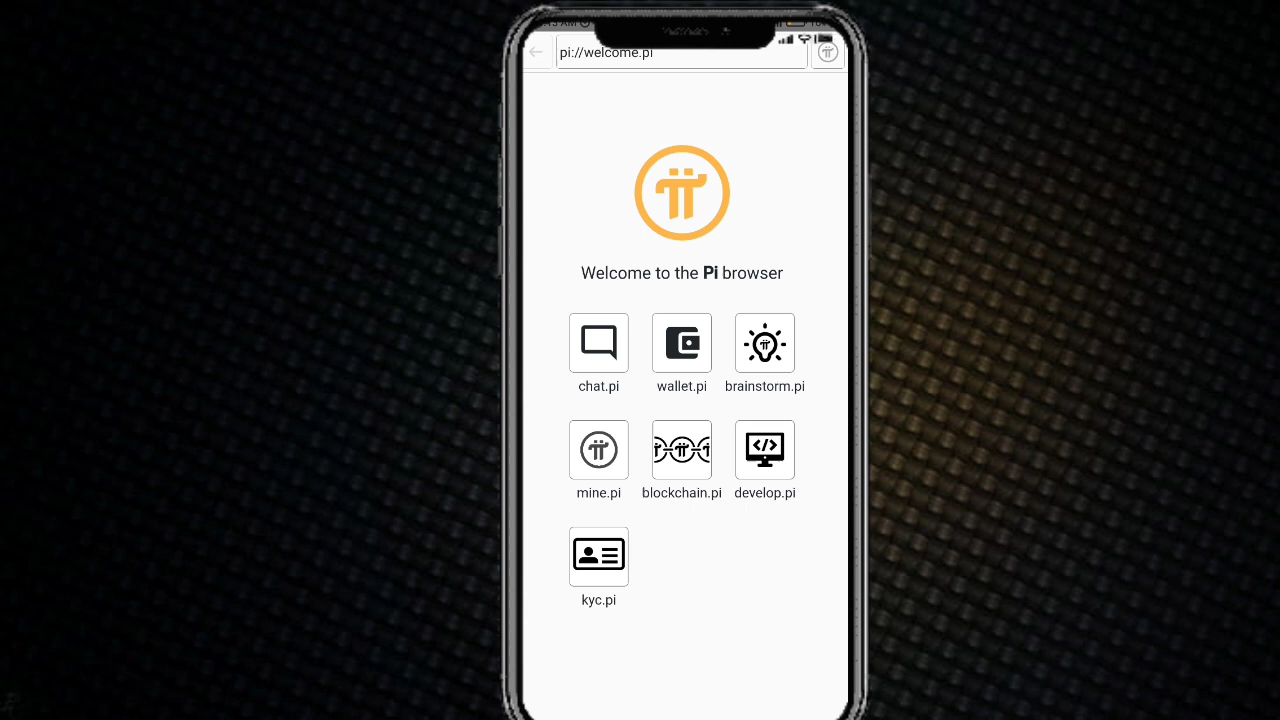 pi://welcome.pi
Welcome to the Pi browser
chat.pi
wallet.pi
brainstorm.pi
mine.pi
blockchain.pi
develop.pi
kyc.pi